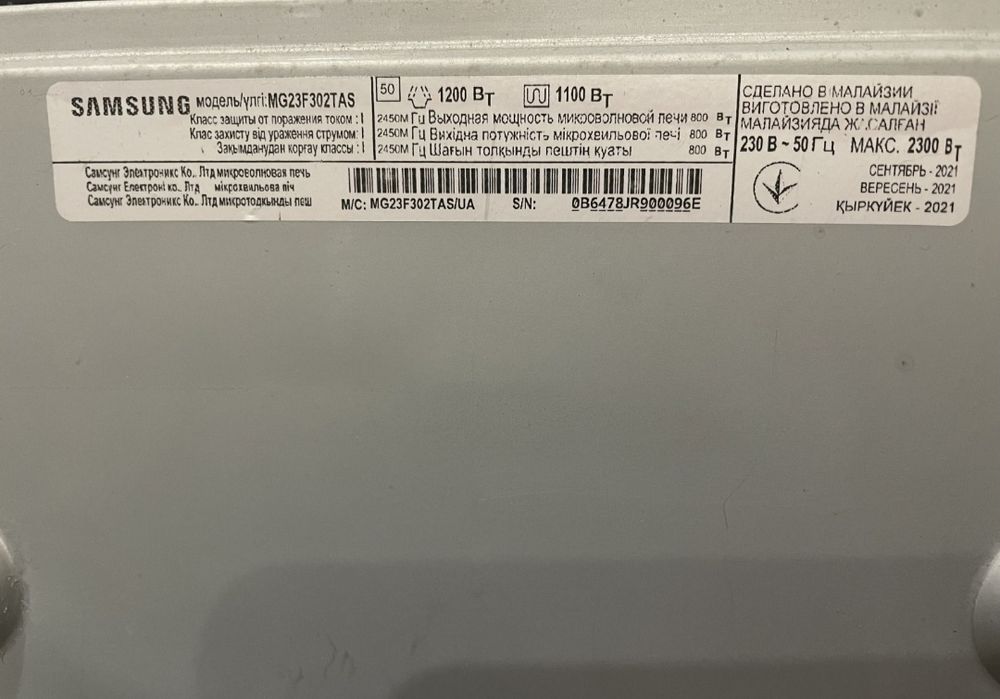 SAMSUNG модель/үлгі:MG23F302TAS
Класс защиты от поражения током : I
Клас захисту від ураження струмом: I
Зақымданудан қорғау классы : I
Самсунг Электроникс Ко., Лтд микроволновая печь
Самсунг Електроніка Ко., Лтд мікрохвильова піч
Самсунг Электроникс Ко., Лтд микротолқынды пеш
50 1200 Вт 1100 Вт
2450М Гц Выходная мощность микроволновой печи 800 Вт
2450М Гц Вихідна потужність мікрохвильової печі 800 Вт
2450М Гц Шағын толқынды пештің қуаты 800 Вт
M/C: MG23F302TAS/UA S/N: 0B6478JR900096E
СДЕЛАНО В МАЛАЙЗИИ
ВИГОТОВЛЕНО В МАЛАЙЗІЇ
МАЛАЙЗИЯДА ЖАСАЛҒАН
230 В ~ 50 Гц МАКС. 2300 Вт
СЕНТЯБРЬ - 2021
ВЕРЕСЕНЬ - 2021
ҚЫРКҮЙЕК - 2021